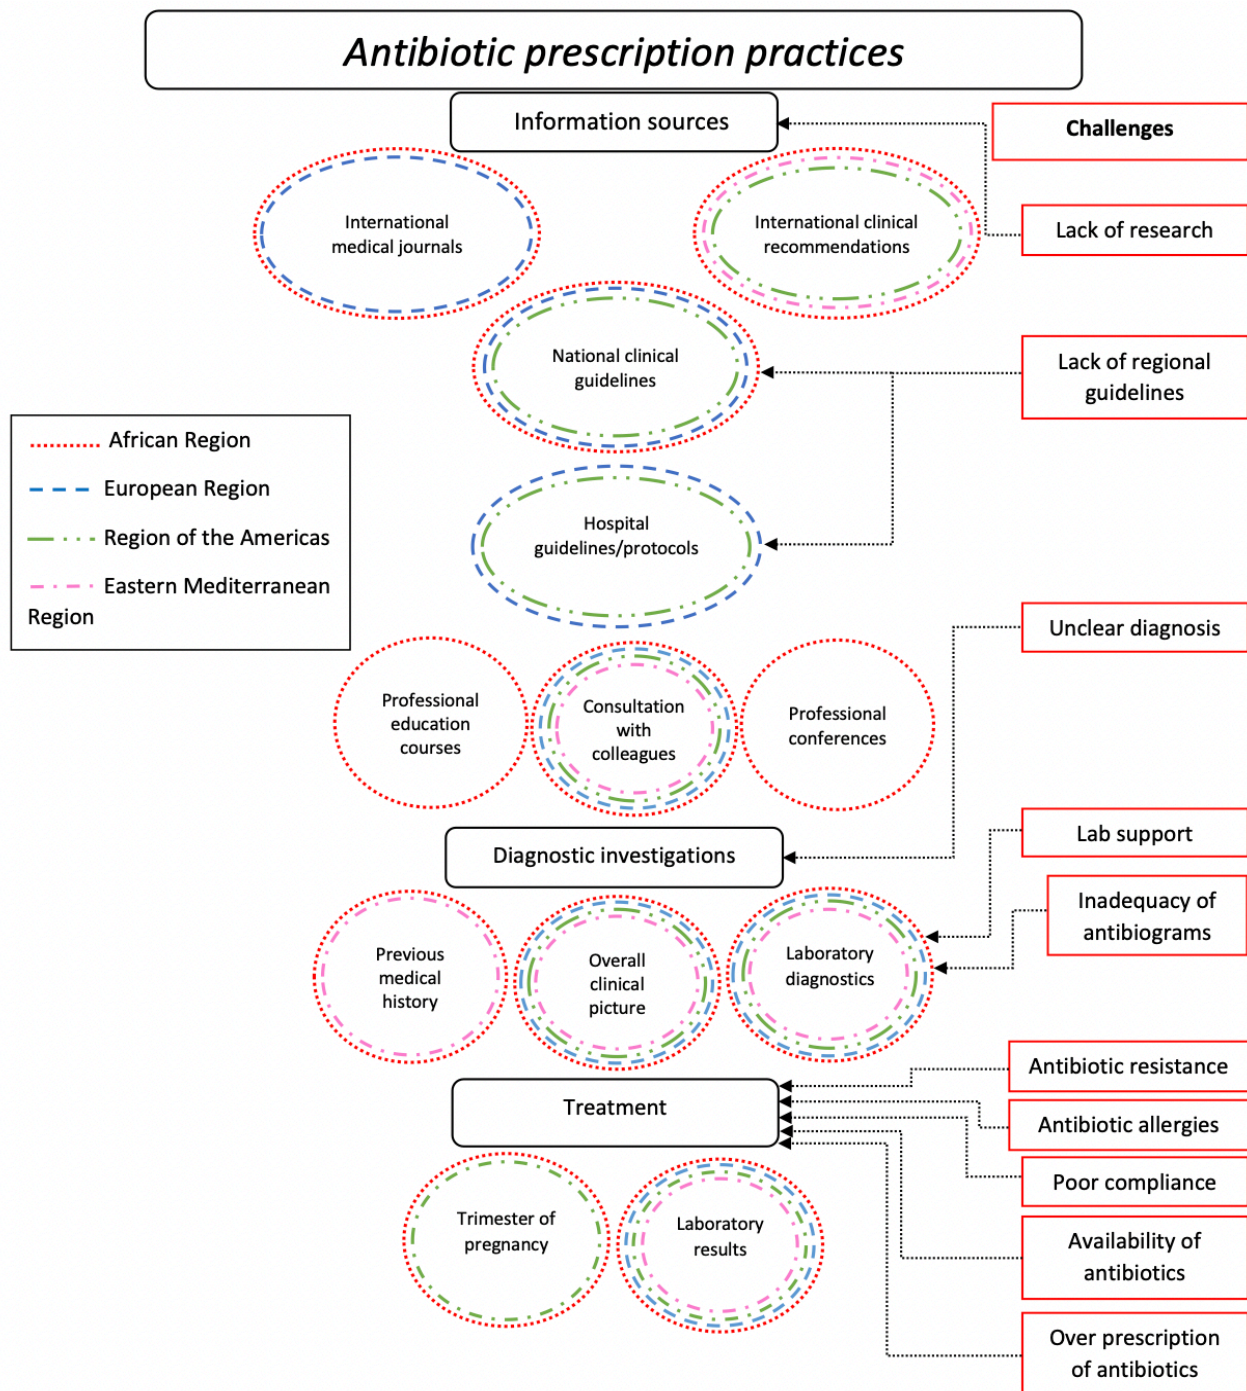 Antibiotic prescription practices
Information sources
Challenges
International
medical journals
International clinical
recommendations
Lack of research
National clinical
guidelines
Lack of regional
guidelines
African Region
European Region
Region of the Americas
Eastern Mediterranean
Region
Hospital
guidelines/protocols
Unclear diagnosis
Professional
education
courses
Consultation
with
colleagues
Professional
conferences
Lab support
Diagnostic investigations
Inadequacy of
antibiograms
Previous
medical
history
Overall
clinical
picture
Laboratory
diagnostics
Antibiotic resistance
Treatment
Antibiotic allergies
Poor compliance
Trimester of
pregnancy
Laboratory
results
Availability of
antibiotics
Over prescription
of antibiotics